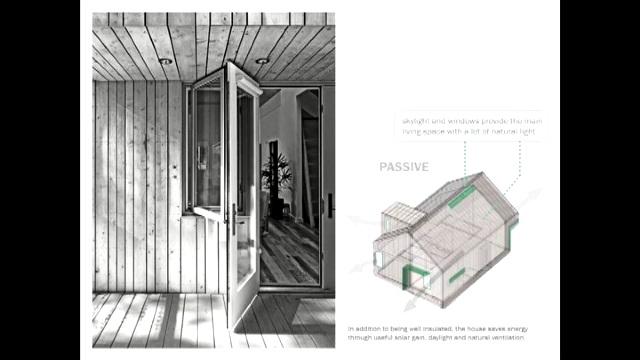 skylight and windows provide the main
living space with a lot of natural light
PASSIVE
In addition to being well insulated, the house saves energy
through useful solar gain, daylight and natural ventilation.